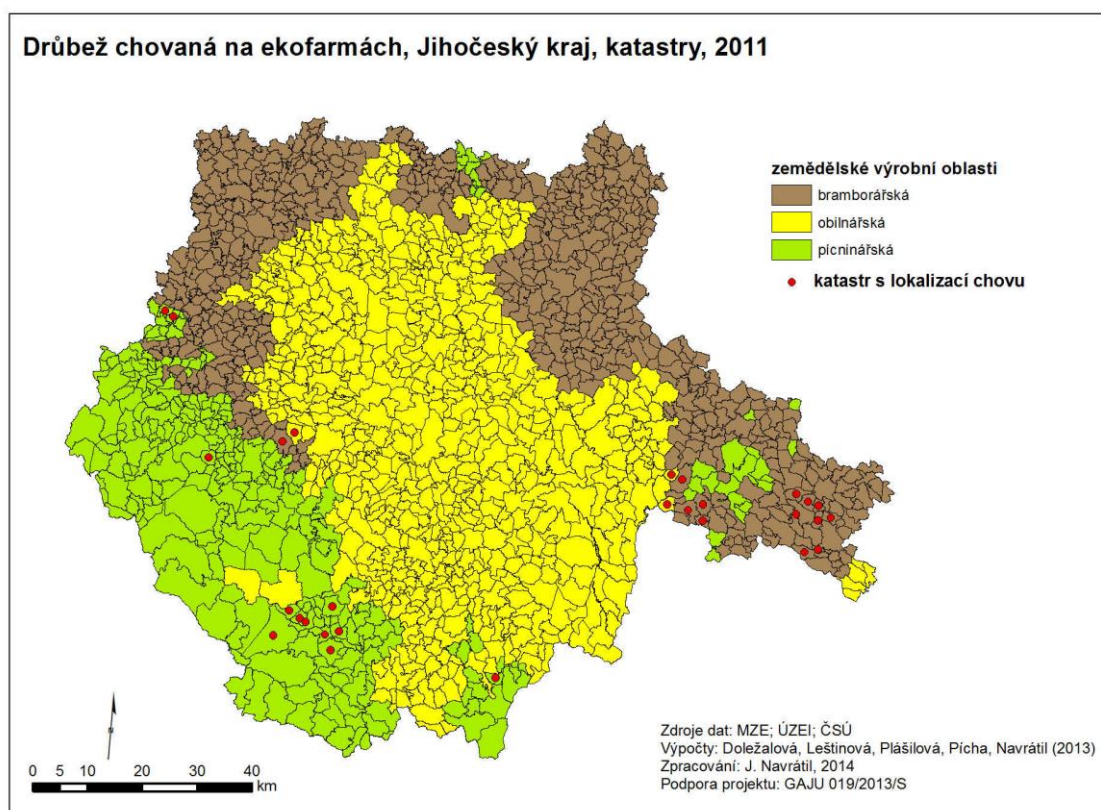 Drůbež chovaná na ekofarmách, Jihočeský kraj, katastry, 2011
zemědělské výrobní oblasti
bramborářská
obilnářská
pícninářská
katastr s lokalizací chovu
Zdroje dat: MZE; ÚZEI; ČSÚ
Výpočty: Doležalová, Leštinová, Plášilová, Pícha, Navrátil (2013)
Zpracování: J. Navrátil, 2014
Podpora projektu: GAJU 019/2013/S
0 5 10 20 30 40
km